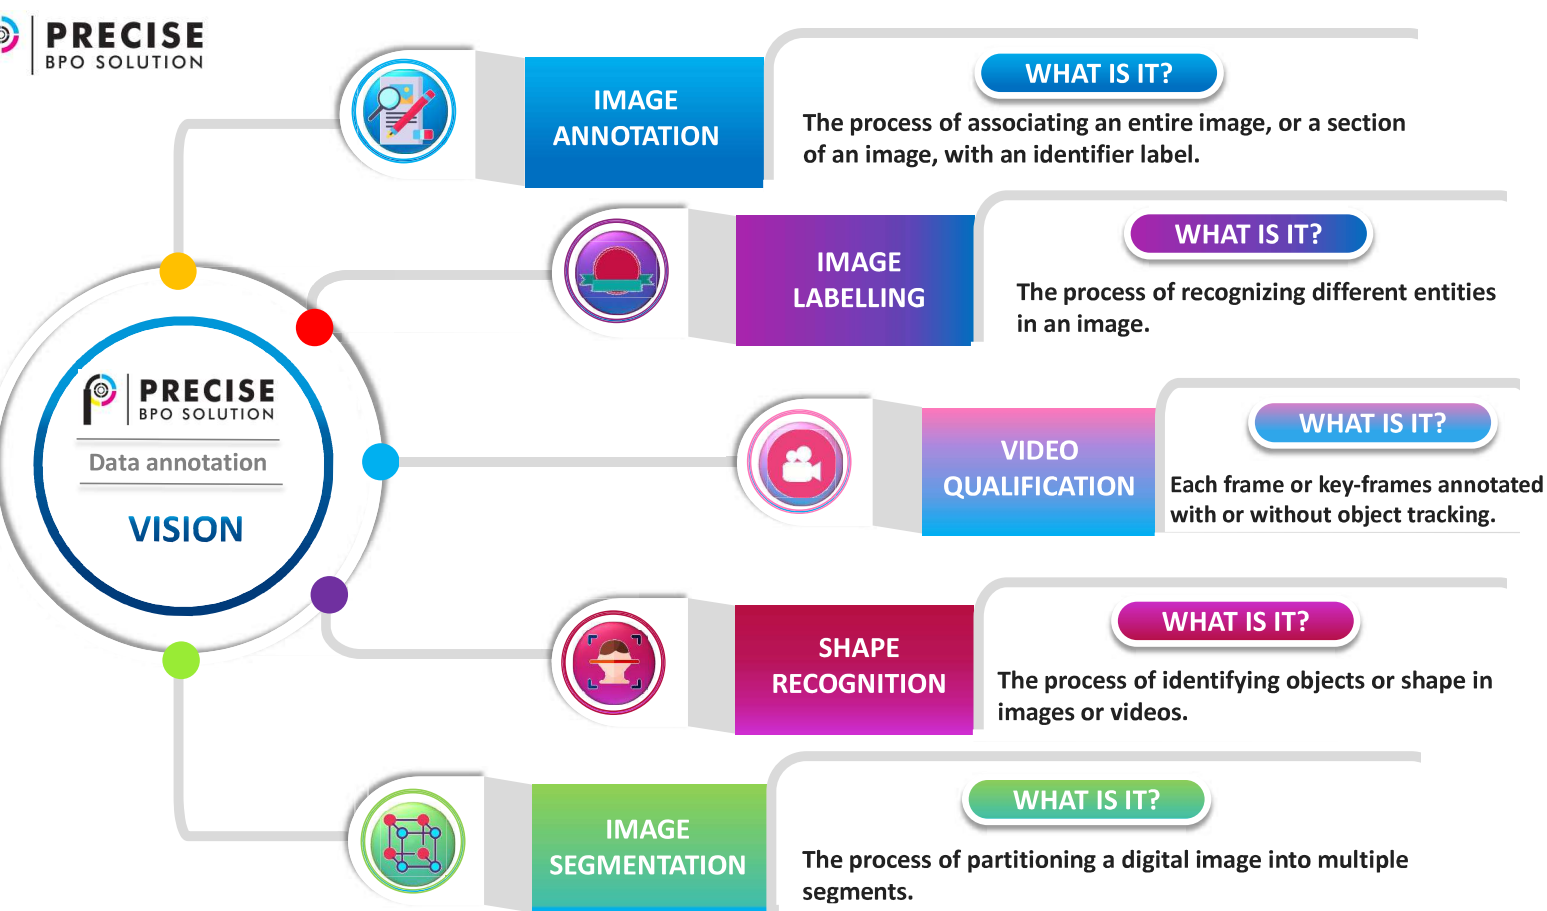 PRECISE
BPO SOLUTION
IMAGE
ANNOTATION
WHAT IS IT?
The process of associating an entire image, or a section
of an image, with an identifier label.
IMAGE
LABELLING
WHAT IS IT?
The process of recognizing different entities
in an image.
PRECISE
BPO SOLUTION
Data annotation
VISION
VIDEO
QUALIFICATION
WHAT IS IT?
Each frame or key-frames annotated
with or without object tracking.
SHAPE
RECOGNITION
WHAT IS IT?
The process of identifying objects or shape in
images or videos.
IMAGE
SEGMENTATION
WHAT IS IT?
The process of partitioning a digital image into multiple
segments.